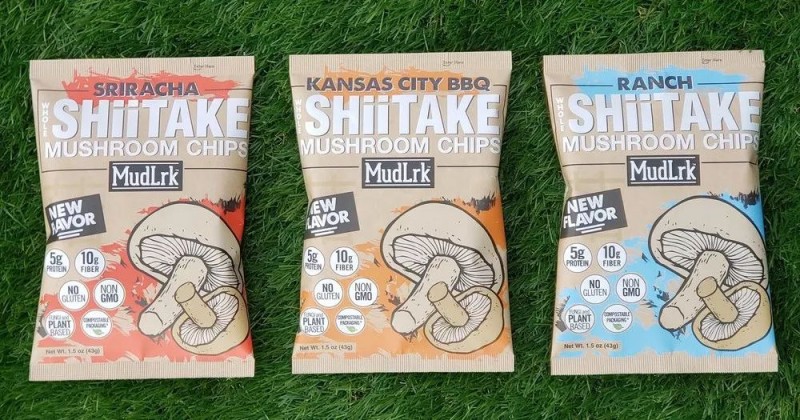 SRIRACHA
WHOLE
SHiiTAKE
MUSHROOM CHIPS
MudLrk
NEW
FLAVOR
5g
PROTEIN
10g
FIBER
NO
GLUTEN
NON
GMO
PLANT
BASED
COMPOSTABLE
PACKAGING*
Net Wt. 1.5 oz (43g)
KANSAS CITY BBQ
SHiiTAKE
MUSHROOM CHIPS
MudLrk
NEW
FLAVOR
5g
PROTEIN
10g
FIBER
NO
GLUTEN
NON
GMO
PLANT
BASED
COMPOSTABLE
PACKAGING*
Net Wt. 1.5 oz (43g)
RANCH
WHOLE
SHiiTAKE
MUSHROOM CHIPS
MudLrk
NEW
FLAVOR
5g
PROTEIN
10g
FIBER
NO
GLUTEN
NON
GMO
FUNGI and
PLANT
BASED
COMPOSTABLE
PACKAGING*
Net Wt. 1.5 oz (43g)